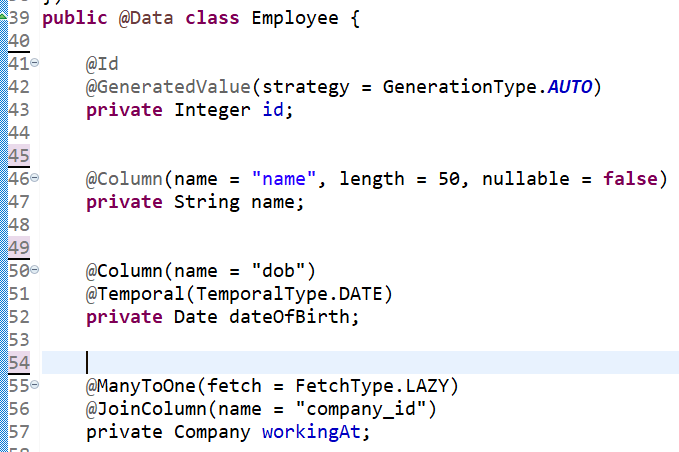 39 public @Data class Employee {
40
41 @Id
42 @GeneratedValue(strategy = GenerationType.AUTO)
43 private Integer id;
44
45
46 @Column(name = "name", length = 50, nullable = false)
47 private String name;
48
49
50 @Column(name = "dob")
51 @Temporal(TemporalType.DATE)
52 private Date dateOfBirth;
53
54
55 @ManyToOne(fetch = FetchType.LAZY)
56 @JoinColumn(name = "company_id")
57 private Company workingAt;